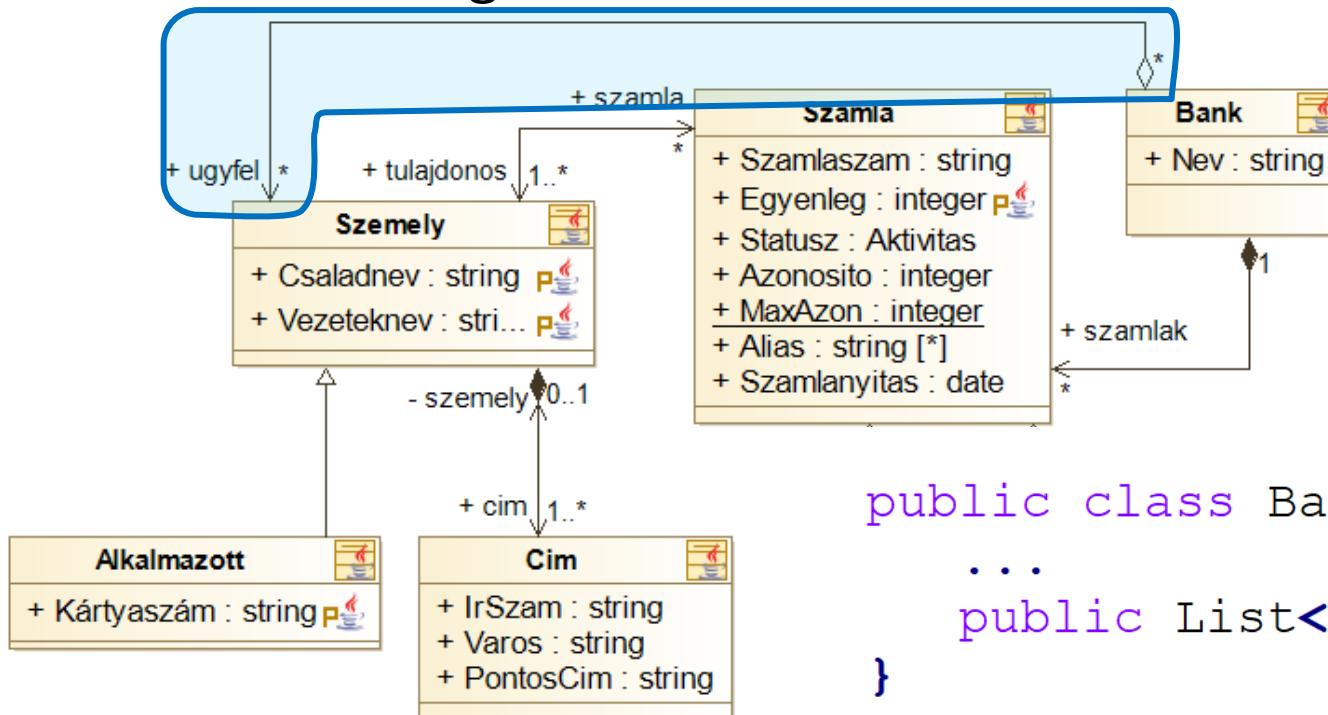 g
+ ugyfel
*
+ tulajdonos
1..*
+ szamla
*
*
Szemely
+ Csaladnev : string
P
+ Vezeteknev : stri...
P
Szamla
+ Szamlaszam : string
+ Egyenleg : integer
P
+ Statusz : Aktivitas
+ Azonosito : integer
+ MaxAzon : integer
+ Alias : string [*]
+ Szamlanyitas : date
Bank
+ Nev : string
1
+ szamlak
*
- szemely
0..1
+ cim
1..*
Alkalmazott
+ Kártyaszám : string
P
Cim
+ IrSzam : string
+ Varos : string
+ PontosCim : string
public class Ba
...
public List<
}